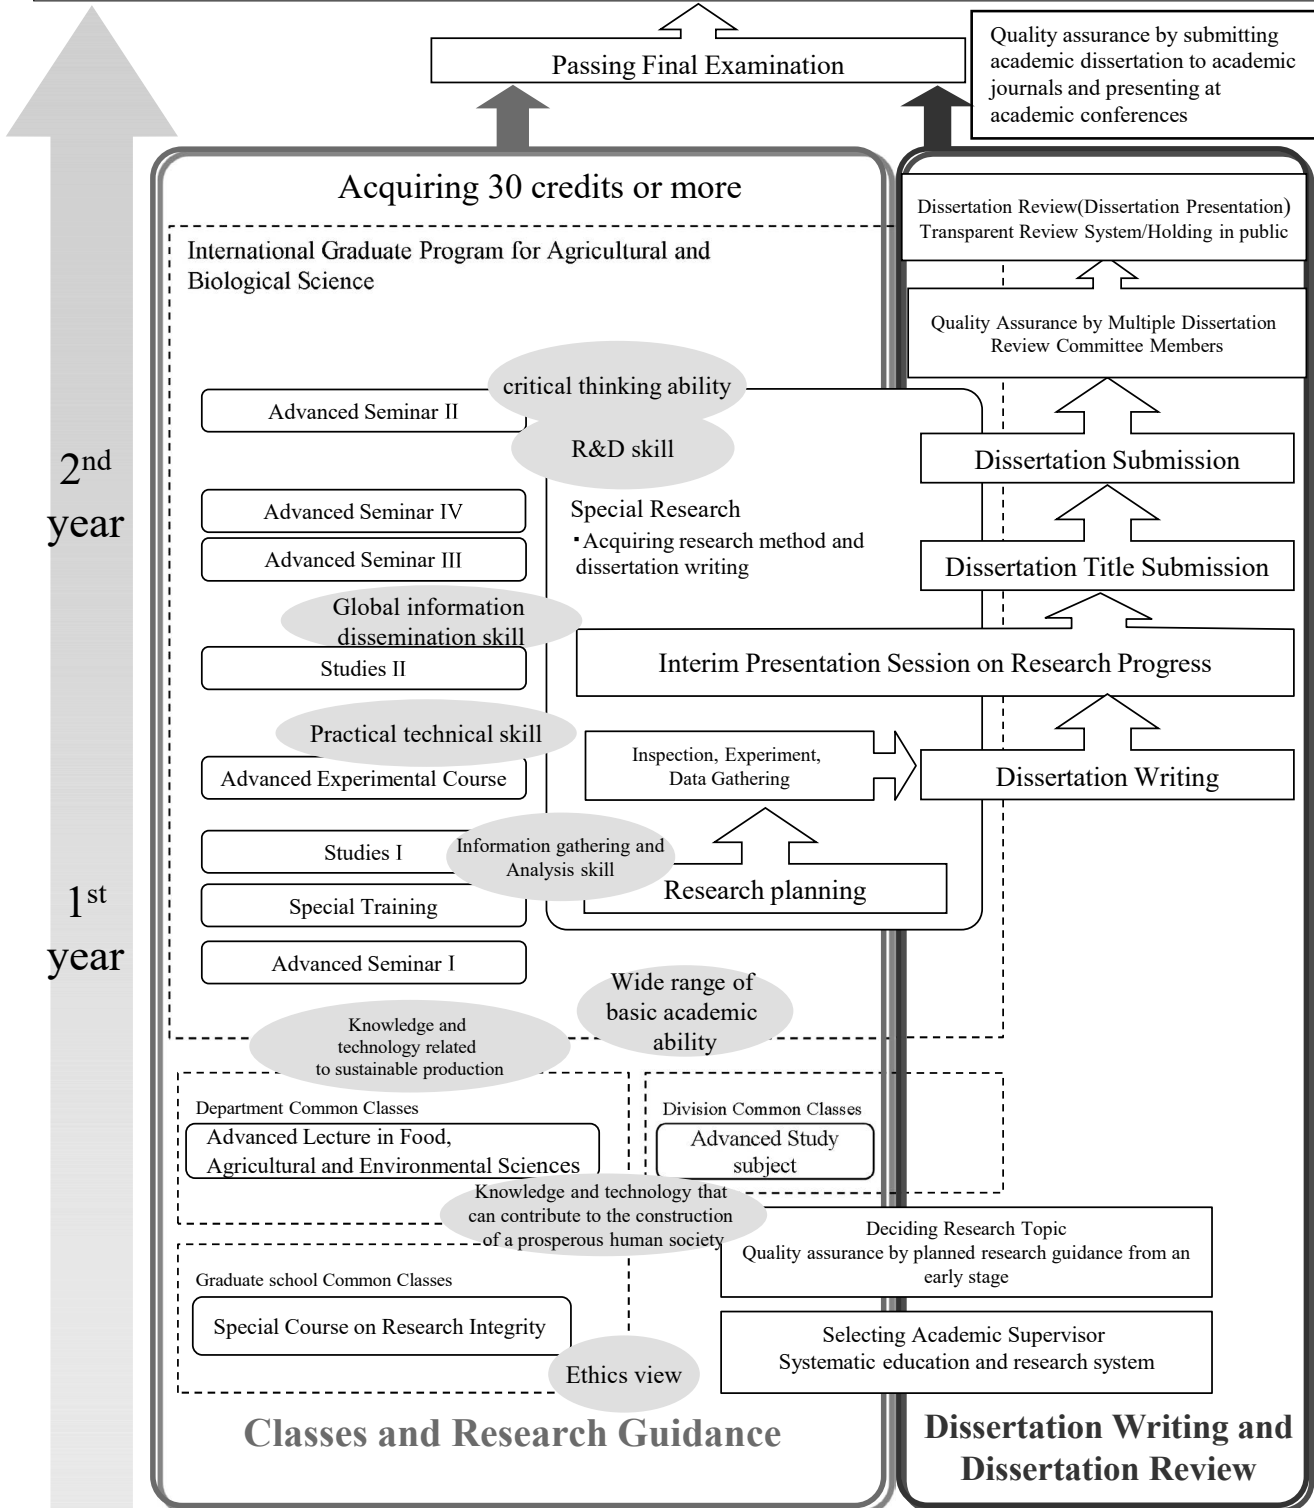 Passing Final Examination
Quality assurance by submitting
academic dissertation to academic
journals and presenting at
academic conferences
Acquiring 30 credits or more
Dissertation Review(Dissertation Presentation)
Transparent Review System/Holding in public
International Graduate Program for Agricultural and
Biological Science
Quality Assurance by Multiple Dissertation
Review Committee Members
critical thinking ability
Advanced Seminar II
R&D skill
Dissertation Submission
2nd
year
Advanced Seminar IV
Special Research
・Acquiring research method and
dissertation writing
Advanced Seminar III
Dissertation Title Submission
Global information
dissemination skill
Studies II
Interim Presentation Session on Research Progress
Practical technical skill
Inspection, Experiment,
Data Gathering
Advanced Experimental Course
Dissertation Writing
Studies I
Information gathering and
Analysis skill
Research planning
1st
year
Special Training
Advanced Seminar I
Wide range of
basic academic
ability
Knowledge and
technology related
to sustainable production
Department Common Classes
Advanced Lecture in Food,
Agricultural and Environmental Sciences
Division Common Classes
Advanced Study
subject
Knowledge and technology that
can contribute to the construction
of a prosperous human society
Deciding Research Topic
Quality assurance by planned research guidance from an
early stage
Graduate school Common Classes
Special Course on Research Integrity
Selecting Academic Supervisor
Systematic education and research system
Ethics view
Classes and Research Guidance
Dissertation Writing and
Dissertation Review